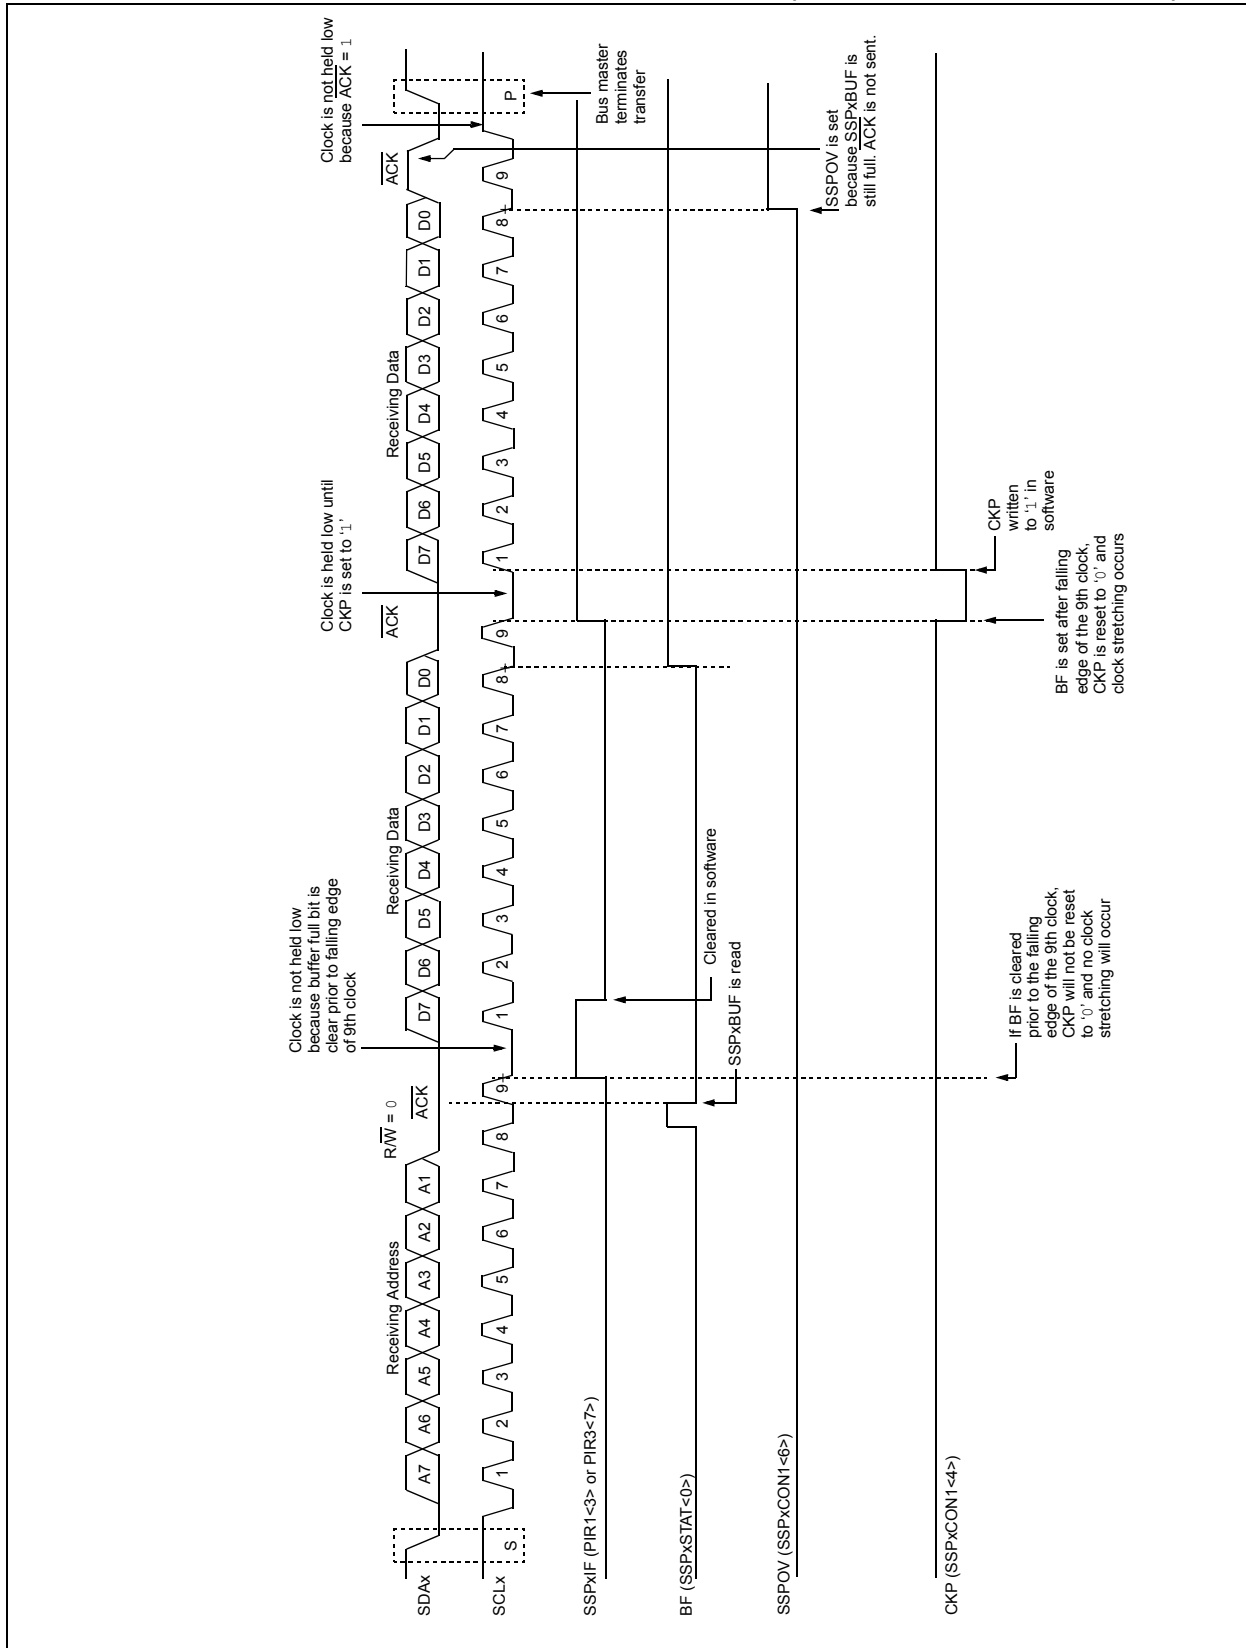 Clock is not held low
because buffer full bit is
clear prior to falling edge
of 9th clock
Clock is held low until
CKP is set to ‘1’
Clock is not held low
because ACK = 1
R/W = 0
Receiving Address
ACK
Receiving Data
ACK
Receiving Data
ACK
SDAx
A7
A6
A5
A4
A3
A2
A1
D7
D6
D5
D4
D3
D2
D1
D0
D7
D6
D5
D4
D3
D2
D1
D0
SCLx
S
1
2
3
4
5
6
7
8
9
1
2
3
4
5
6
7
8
9
1
2
3
4
5
6
7
8
9
P
SSPxIF (PIR1<3> or PIR3<7>)
Bus master
terminates
transfer
Cleared in software
BF (SSPxSTAT<0>)
SSPxBUF is read
SSPOV (SSPxCON1<6>)
SSPOV is set
because SSPxBUF is
still full. ACK is not sent.
CKP (SSPxCON1<4>)
If BF is cleared
prior to the falling
edge of the 9th clock,
CKP will not be reset
to ‘0’ and no clock
stretching will occur
CKP
written
to ‘1’ in
software
BF is set after falling
edge of the 9th clock,
CKP is reset to ‘0’ and
clock stretching occurs